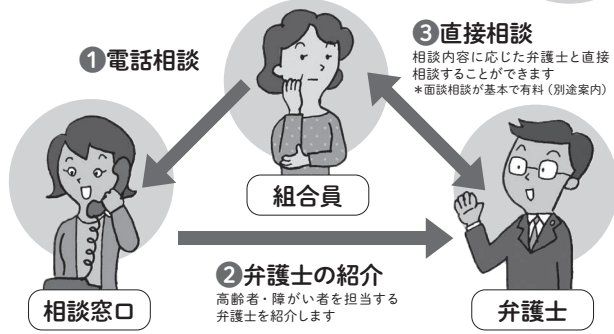 ❶電話相談
❸直接相談
相談内容に応じた弁護士と直接
相談することができます
＊面談相談が基本で有料（別途案内）
組合員
❷弁護士の紹介
高齢者・障がい者を担当する
弁護士を紹介します
相談窓口
弁護士